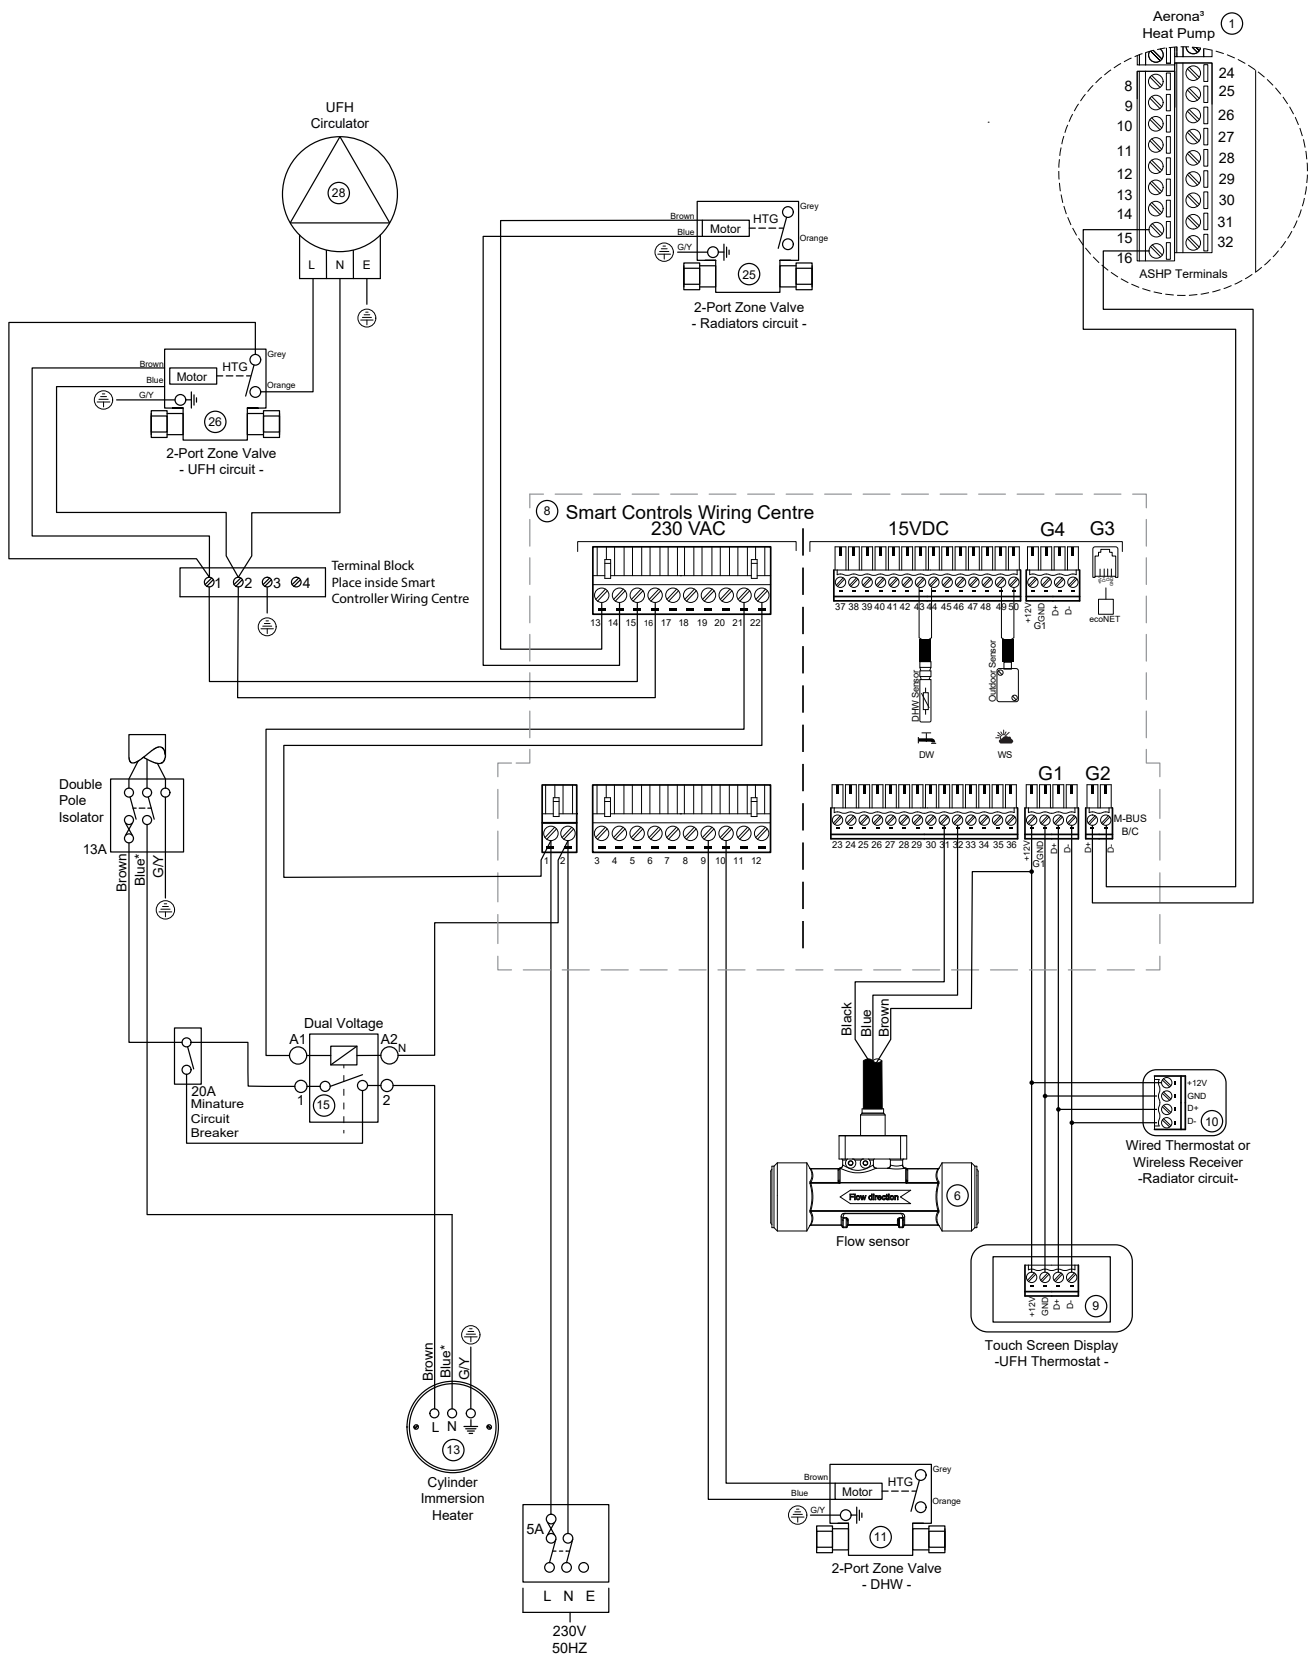 Aerona³
Heat Pump
1
24
8
25
9
26
10
27
11
28
12
29
13
30
14
31
15
32
16
ASHP Terminals
UFH
Circulator
28
L N E
Grey
Brown
HTG
Blue
Motor
Orange
G/Y
25
2-Port Zone Valve
- Radiators circuit -
Grey
Brown
HTG
Blue
Motor
Orange
G/Y
26
2-Port Zone Valve
- UFH circuit -
8 Smart Controls Wiring Centre
230 VAC
15VDC
G4
G3
1 2 3 4
Terminal Block
Place inside Smart
Controller Wiring Centre
13 14 15 16 17 18 19 20 21 22
37 38 39 40 41 42 43 44 45 46 47 48 49 50
+12V
GND
G1
D+
D-
ecoNET
DHW Sensor
Outdoor Sensor
DW
WS
Double
Pole
Isolator
13A
Brown
Blue*
G/Y
G1
G2
M-BUS
B/C
1 2
3 4 5 6 7 8 9 10 11 12
23 24 25 26 27 28 29 30 31 32 33 34 35 36
+12V
GND
G1
D+
D-
D+
D-
Black
Blue
Brown
Dual Voltage
A1
A2
N
1
15
2
20A
Minature
Circuit
Breaker
+12V
GND
D+
D-
10
Wired Thermostat or
Wireless Receiver
-Radiator circuit-
Flow direction
6
Flow sensor
+12V
GND
D+
D-
9
Touch Screen Display
-UFH Thermostat -
Brown
Blue*
G/Y
L N
13
Cylinder
Immersion
Heater
5A
L N E
230V
50HZ
Grey
Brown
HTG
Blue
Motor
Orange
G/Y
11
2-Port Zone Valve
- DHW -